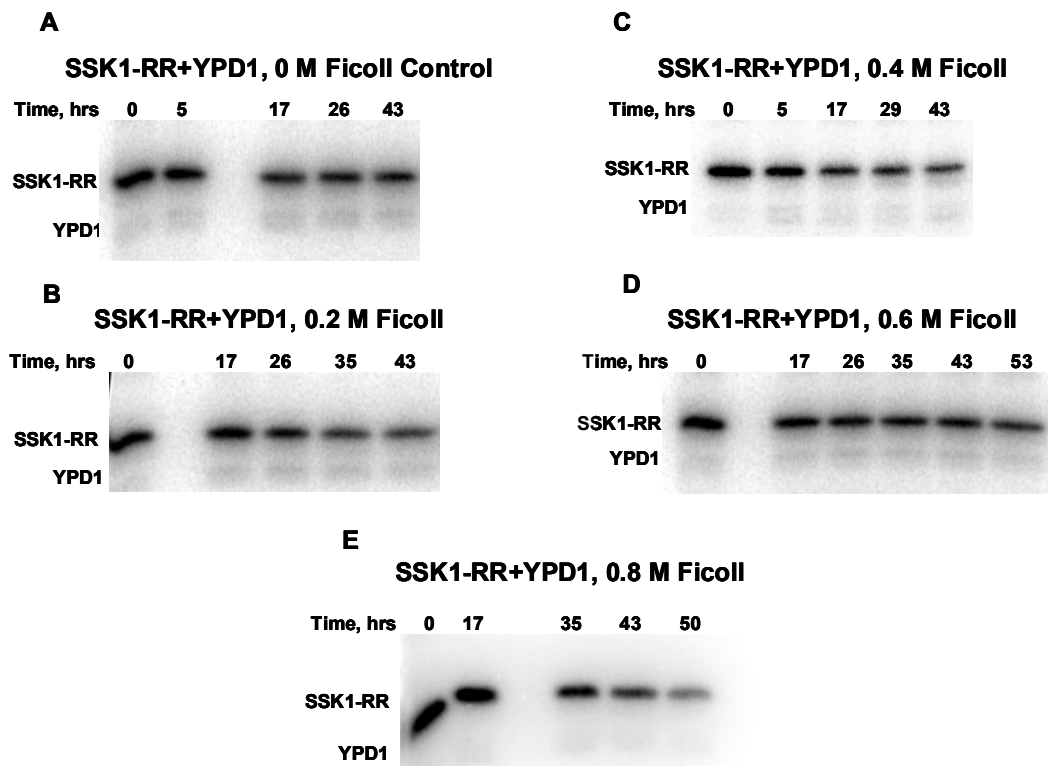 A
SSK1-RR+YPD1, 0 M Ficoll Control
Time, hrs 0 5 17 26 43
SSK1-RR
YPD1
B
SSK1-RR+YPD1, 0.2 M Ficoll
Time, hrs 0 17 26 35 43
SSK1-RR
YPD1
C
SSK1-RR+YPD1, 0.4 M Ficoll
Time, hrs 0 5 17 29 43
SSK1-RR
YPD1
D
SSK1-RR+YPD1, 0.6 M Ficoll
Time, hrs 0 17 26 35 43 53
SSK1-RR
YPD1
E
SSK1-RR+YPD1, 0.8 M Ficoll
Time, hrs 0 17 35 43 50
SSK1-RR
YPD1